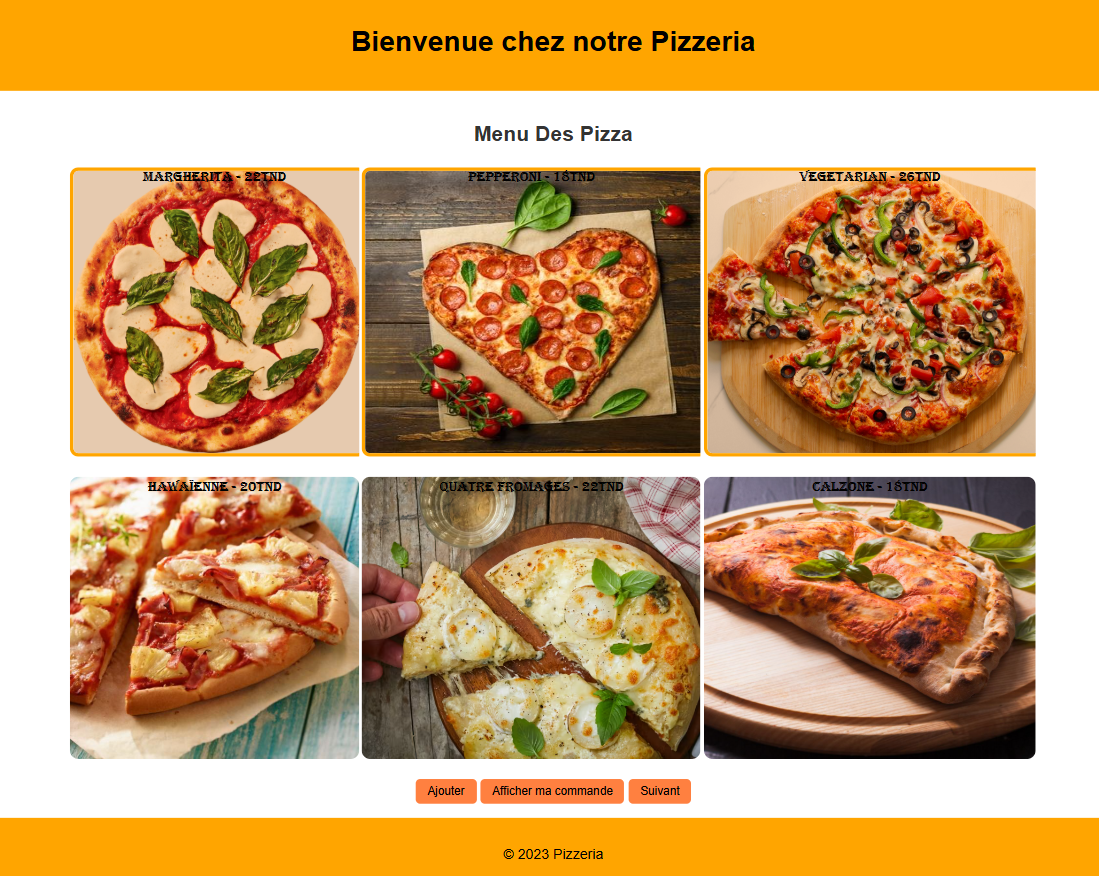 Bienvenue chez notre Pizzeria
Menu Des Pizza
MARGHERITA - 22TND
PEPPERONI - 18TND
VEGETARIAN - 26TND
HAWAÏENNE - 20TND
QUATRE FROMAGES - 22TND
CALZONE - 18TND
Ajouter
Afficher ma commande
Suivant
© 2023 Pizzeria